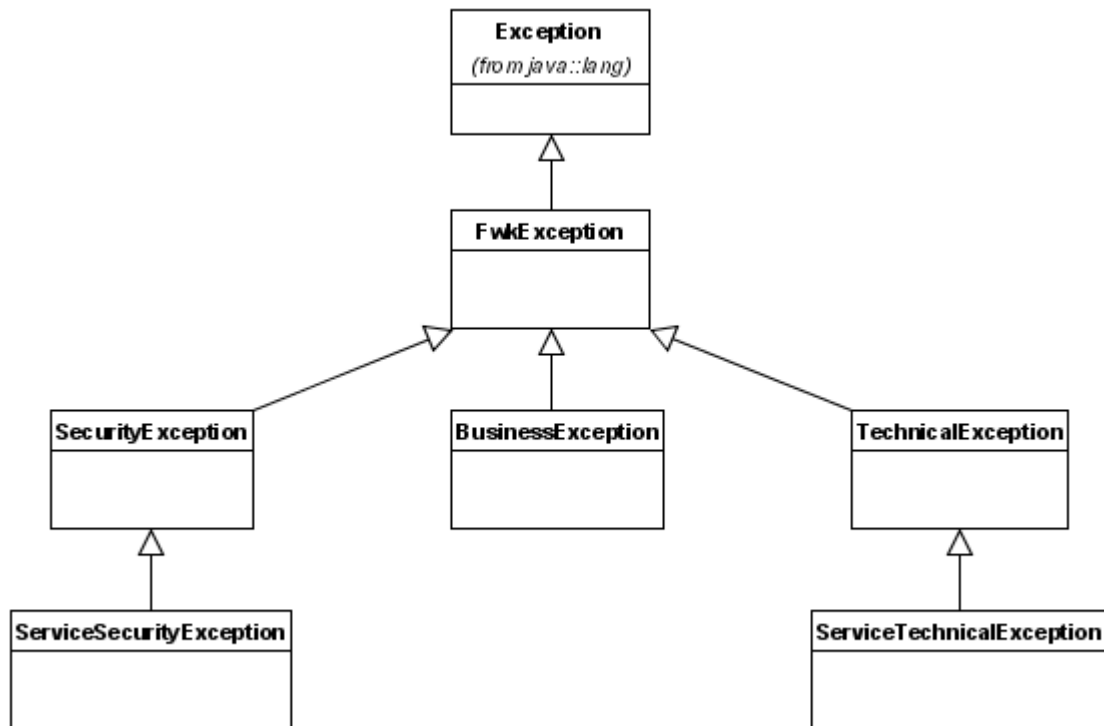 Exception
(from java::lang)
FwkException
SecurityException
BusinessException
TechnicalException
ServiceSecurityException
ServiceTechnicalException